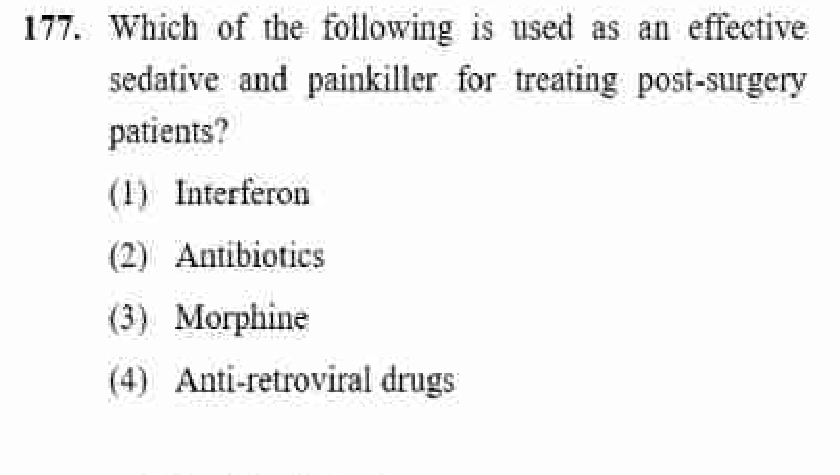 177. Which of the following is used as an effective
sedative and painkiller for treating post-surgery
patients?
(1) Interferon
(2) Antibiotics
(3) Morphine
(4) Anti-retroviral drugs